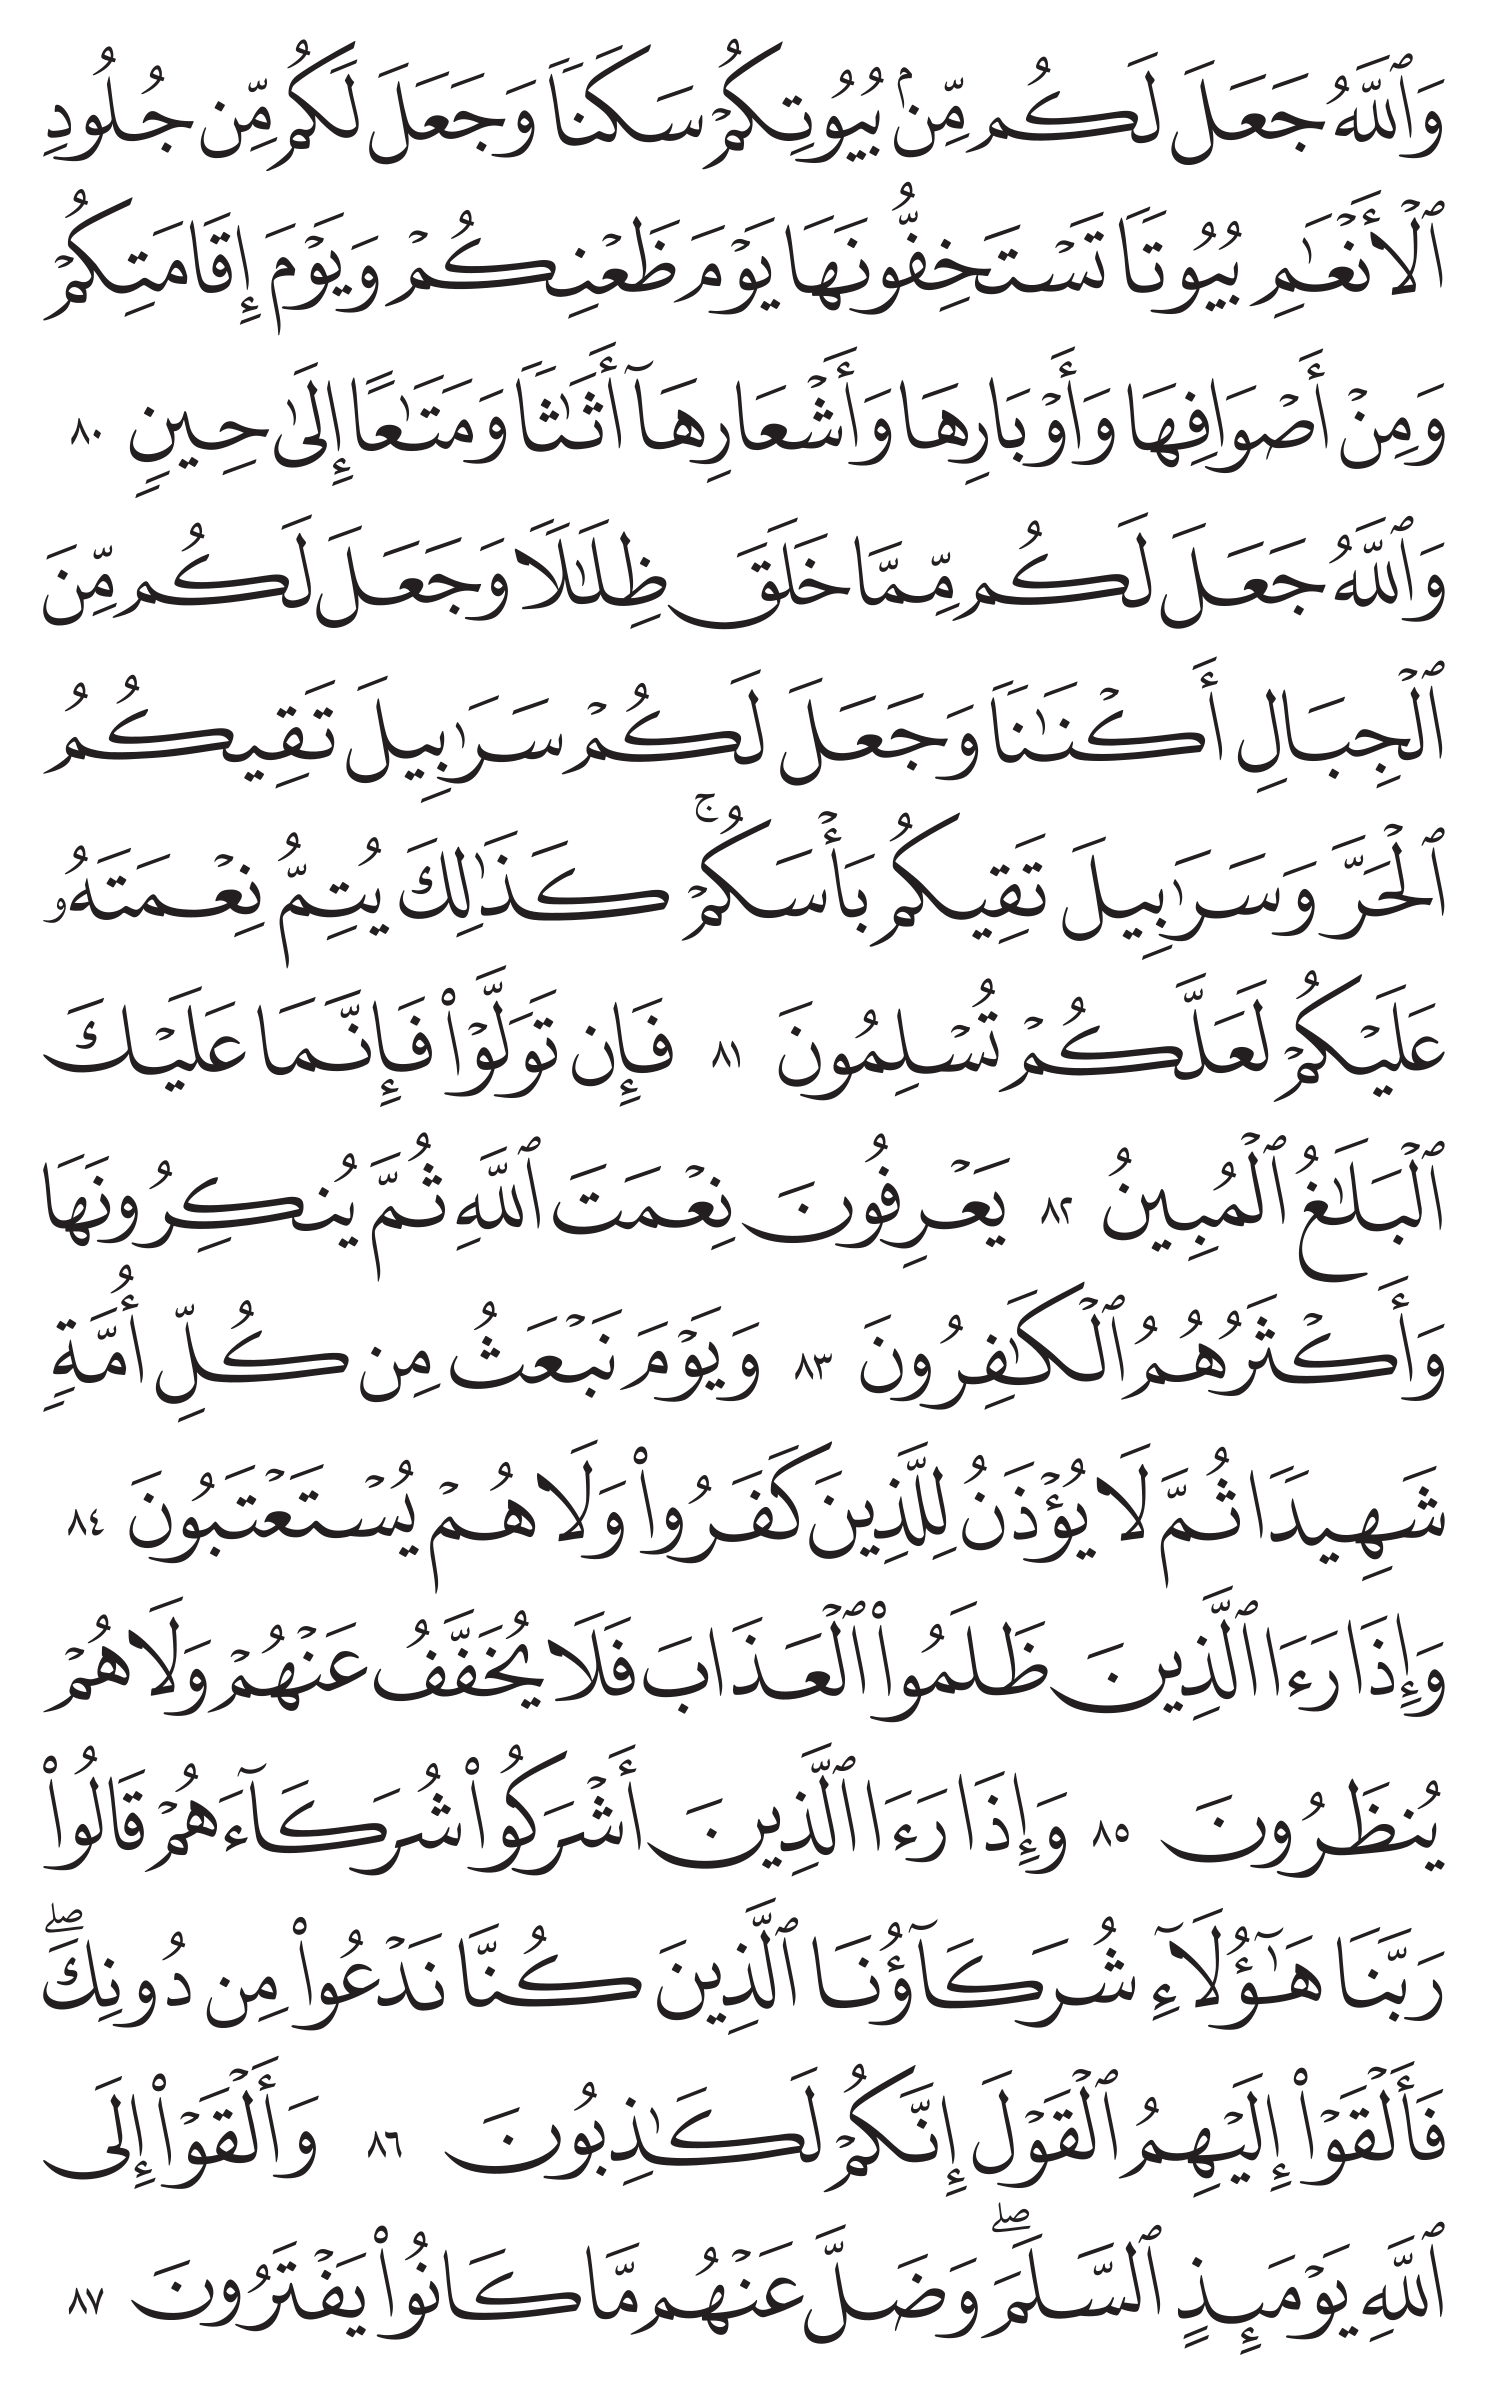 وَٱللَّهُ جَعَلَ لَكُم مِّنۢ بُيُوتِكُمْ سَكَنًا وَجَعَلَ لَكُم مِّن جُلُودِ
ٱلْأَنْعَـٰمِ بُيُوتًا تَسْتَخِفُّونَهَا يَوْمَ ظَعْنِكُمْ وَيَوْمَ إِقَامَتِكُمْ
وَمِنْ أَصْوَافِهَا وَأَوْبَارِهَا وَأَشْعَارِهَآ أَثَـٰثًا وَمَتَـٰعًا إِلَىٰ حِينٍ ٨٠
وَٱللَّهُ جَعَلَ لَكُم مِّمَّا خَلَقَ ظِلَـٰلًا وَجَعَلَ لَكُم مِّنَ
ٱلْجِبَالِ أَكْنَـٰنًا وَجَعَلَ لَكُمْ سَرَٰبِيلَ تَقِيكُمُ
ٱلْحَرَّ وَسَرَٰبِيلَ تَقِيكُم بَأْسَكُمْ ۚ كَذَٰلِكَ يُتِمُّ نِعْمَتَهُۥ
عَلَيْكُمْ لَعَلَّكُمْ تُسْلِمُونَ ٨١ فَإِن تَوَلَّوْا۟ فَإِنَّمَا عَلَيْكَ
ٱلْبَلَـٰغُ ٱلْمُبِينُ ٨٢ يَعْرِفُونَ نِعْمَتَ ٱللَّهِ ثُمَّ يُنكِرُونَهَا
وَأَكْثَرُهُمُ ٱلْكَـٰفِرُونَ ٨٣ وَيَوْمَ نَبْعَثُ مِن كُلِّ أُمَّةٍ
شَهِيدًا ثُمَّ لَا يُؤْذَنُ لِلَّذِينَ كَفَرُوا۟ وَلَا هُمْ يُسْتَعْتَبُونَ ٨٤
وَإِذَا رَءَا ٱلَّذِينَ ظَلَمُوا۟ ٱلْعَذَابَ فَلَا يُخَفَّفُ عَنْهُمْ وَلَا هُمْ
يُنظَرُونَ ٨٥ وَإِذَا رَءَا ٱلَّذِينَ أَشْرَكُوا۟ شُرَكَآءَهُمْ قَالُوا۟
رَبَّنَا هَـٰٓؤُلَآءِ شُرَكَآؤُنَا ٱلَّذِينَ كُنَّا نَدْعُوا۟ مِن دُونِكَ ۖ
فَأَلْقَوْا۟ إِلَيْهِمُ ٱلْقَوْلَ إِنَّكُمْ لَكَـٰذِبُونَ ٨٦ وَأَلْقَوْا۟ إِلَى
ٱللَّهِ يَوْمَئِذٍ ٱلسَّلَمَ ۖ وَضَلَّ عَنْهُم مَّا كَانُوا۟ يَفْتَرُونَ ٨٧